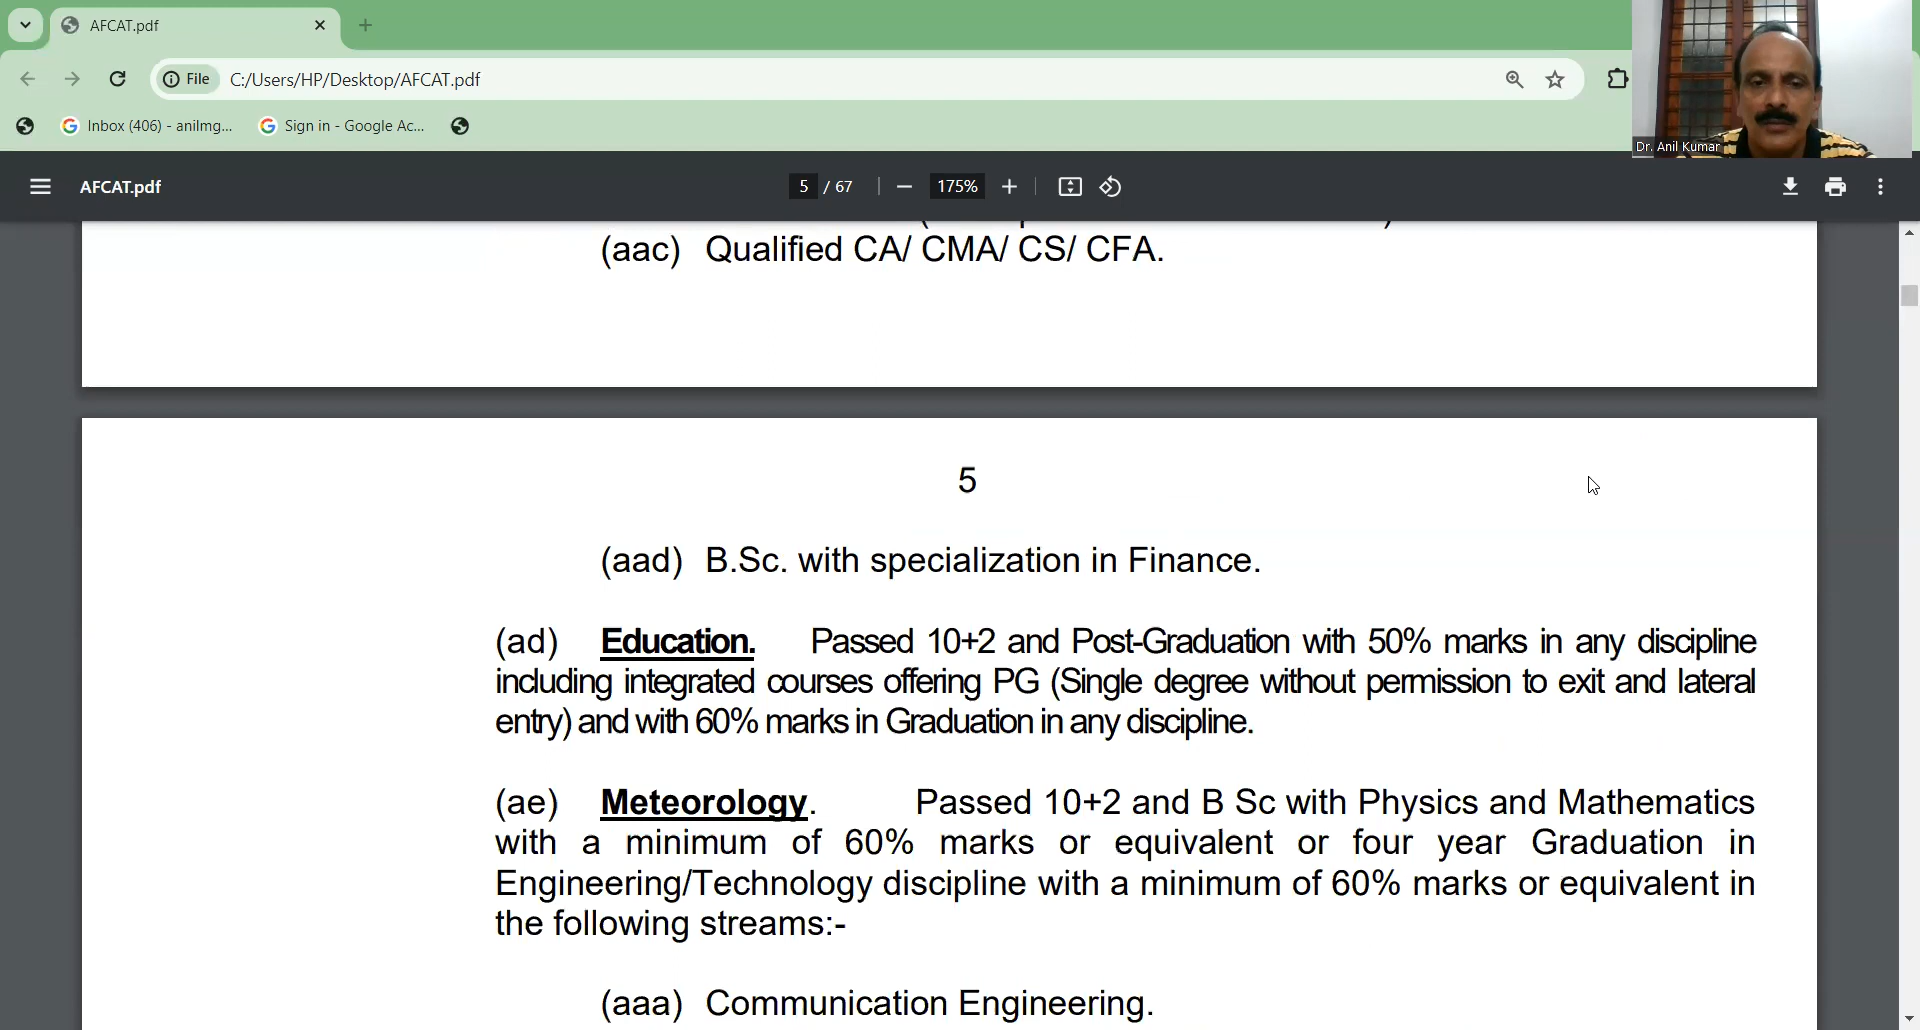 AFCAT.pdf
File C:/Users/HP/Desktop/AFCAT.pdf
Inbox (406) - anilmg... Sign in - Google Ac...
Dr. Anil Kumar
AFCAT.pdf 5 / 67 175%
(aac) Qualified CA/ CMA/ CS/ CFA.
5
(aad) B.Sc. with specialization in Finance.
(ad) Education. Passed 10+2 and Post-Graduation with 50% marks in any discipline
including integrated courses offering PG (Single degree without permission to exit and lateral
entry) and with 60% marks in Graduation in any discipline.
(ae) Meteorology. Passed 10+2 and B Sc with Physics and Mathematics
with a minimum of 60% marks or equivalent or four year Graduation in
Engineering/Technology discipline with a minimum of 60% marks or equivalent in
the following streams:-
(aaa) Communication Engineering.